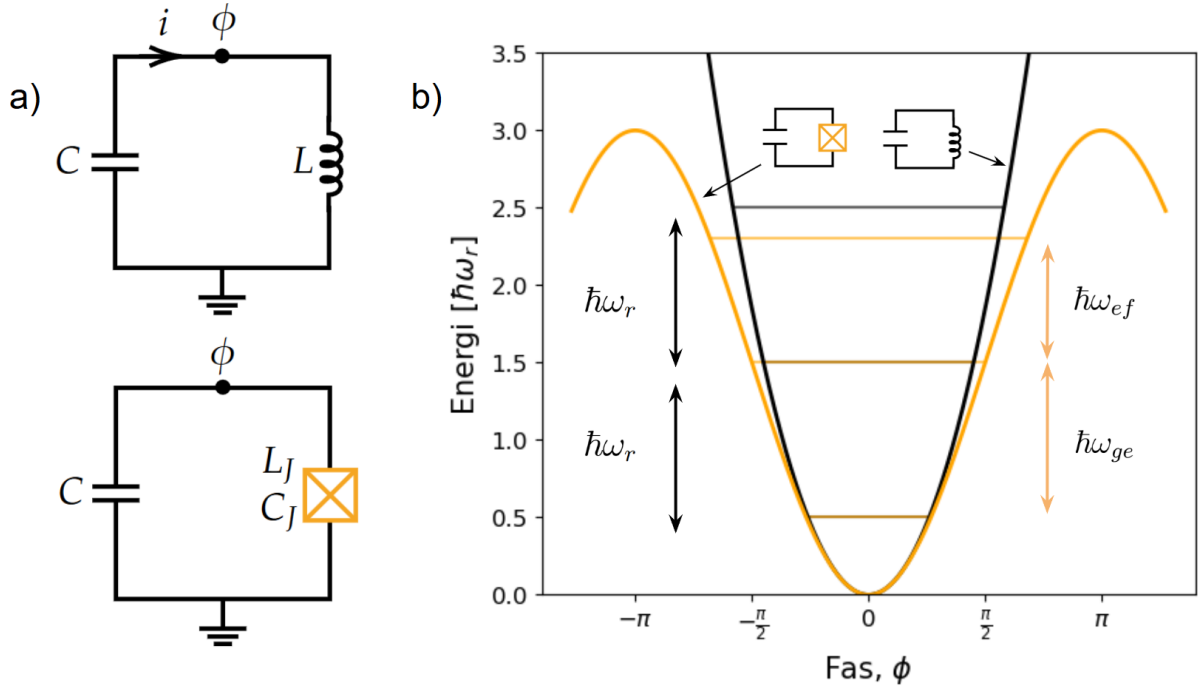 a)
i
ϕ
C
L
ϕ
C
L_J
C_J
b)
Energi [ħω_r]
3.5
3.0
2.5
2.0
1.5
1.0
0.5
0.0
ħω_r
ħω_r
ħω_ef
ħω_ge
−π
−π/2
0
π/2
π
Fas, ϕ